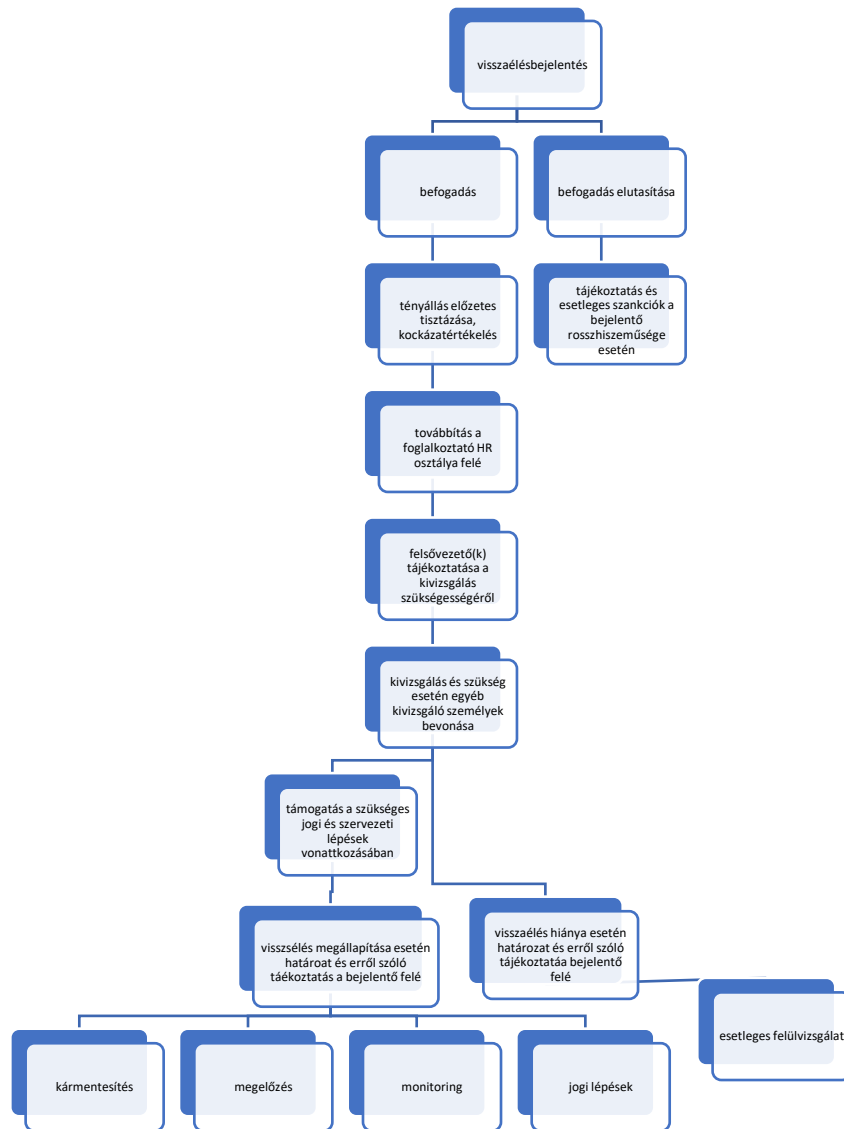 visszaélésbejelentés
befogadás
befogadás elutasítása
tényállás előzetes
tisztázása,
kockázatértékelés
tájékoztatás és
esetleges szankciók a
bejelentő
rosszhiszeműsége
esetén
továbbítás a
foglalkoztató HR
osztálya felé
felsővezető(k)
tájékoztatása a
kivizsgálás
szükségességéről
kivizsgálás és szükség
esetén egyéb
kivizsgáló személyek
bevonása
támogatás a szükséges
jogi és szervezeti
lépések
vonattkozásában
visszsélés megállapítása esetén
határoat és erről szóló
táékoztatás a bejelentő felé
visszaélés hiánya esetén
határozat és erről szóló
tájékoztatáa bejelentő
felé
esetleges felülvizsgálat
kármentesítés
megelőzés
monitoring
jogi lépések